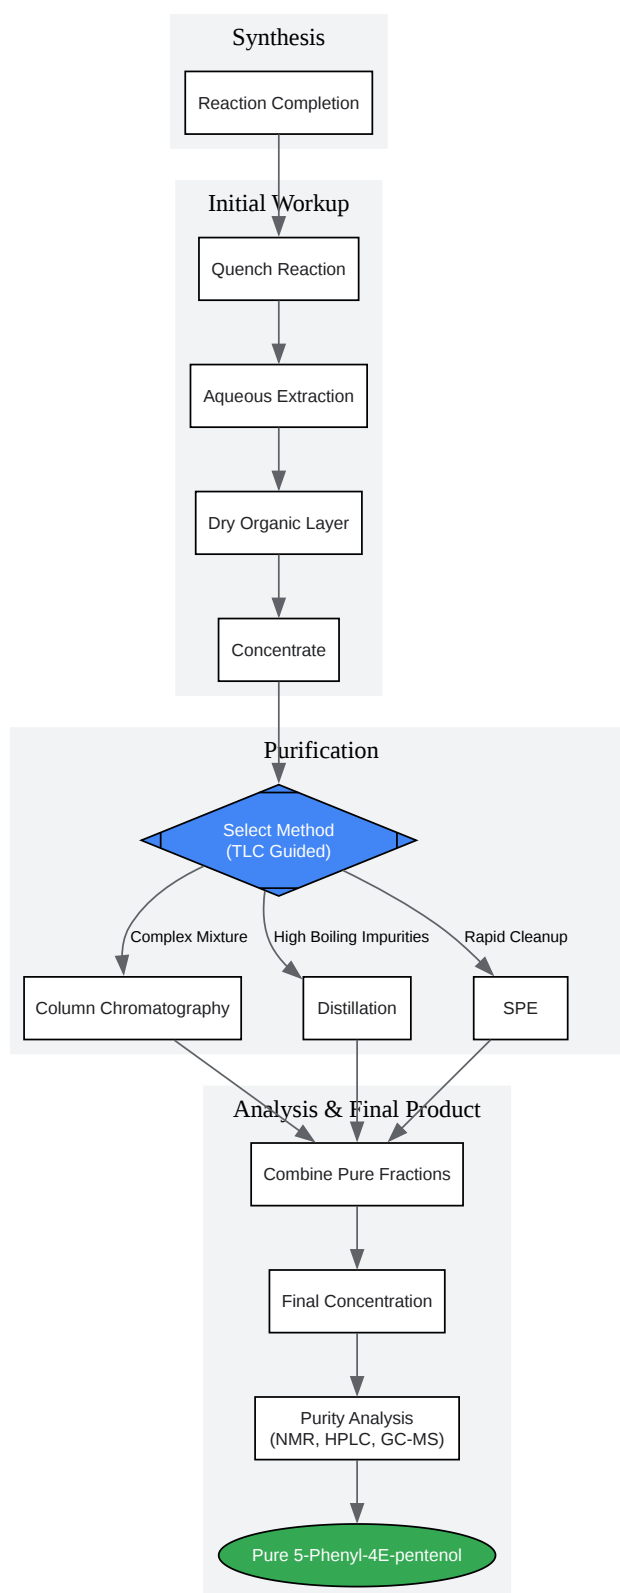 Synthesis
Reaction Completion
Initial Workup
Quench Reaction
Aqueous Extraction
Dry Organic Layer
Concentrate
Purification
Select Method
(TLC Guided)
Complex Mixture
High Boiling Impurities
Rapid Cleanup
Column Chromatography
Distillation
SPE
Analysis & Final Product
Combine Pure Fractions
Final Concentration
Purity Analysis
(NMR, HPLC, GC-MS)
Pure 5-Phenyl-4E-pentenol